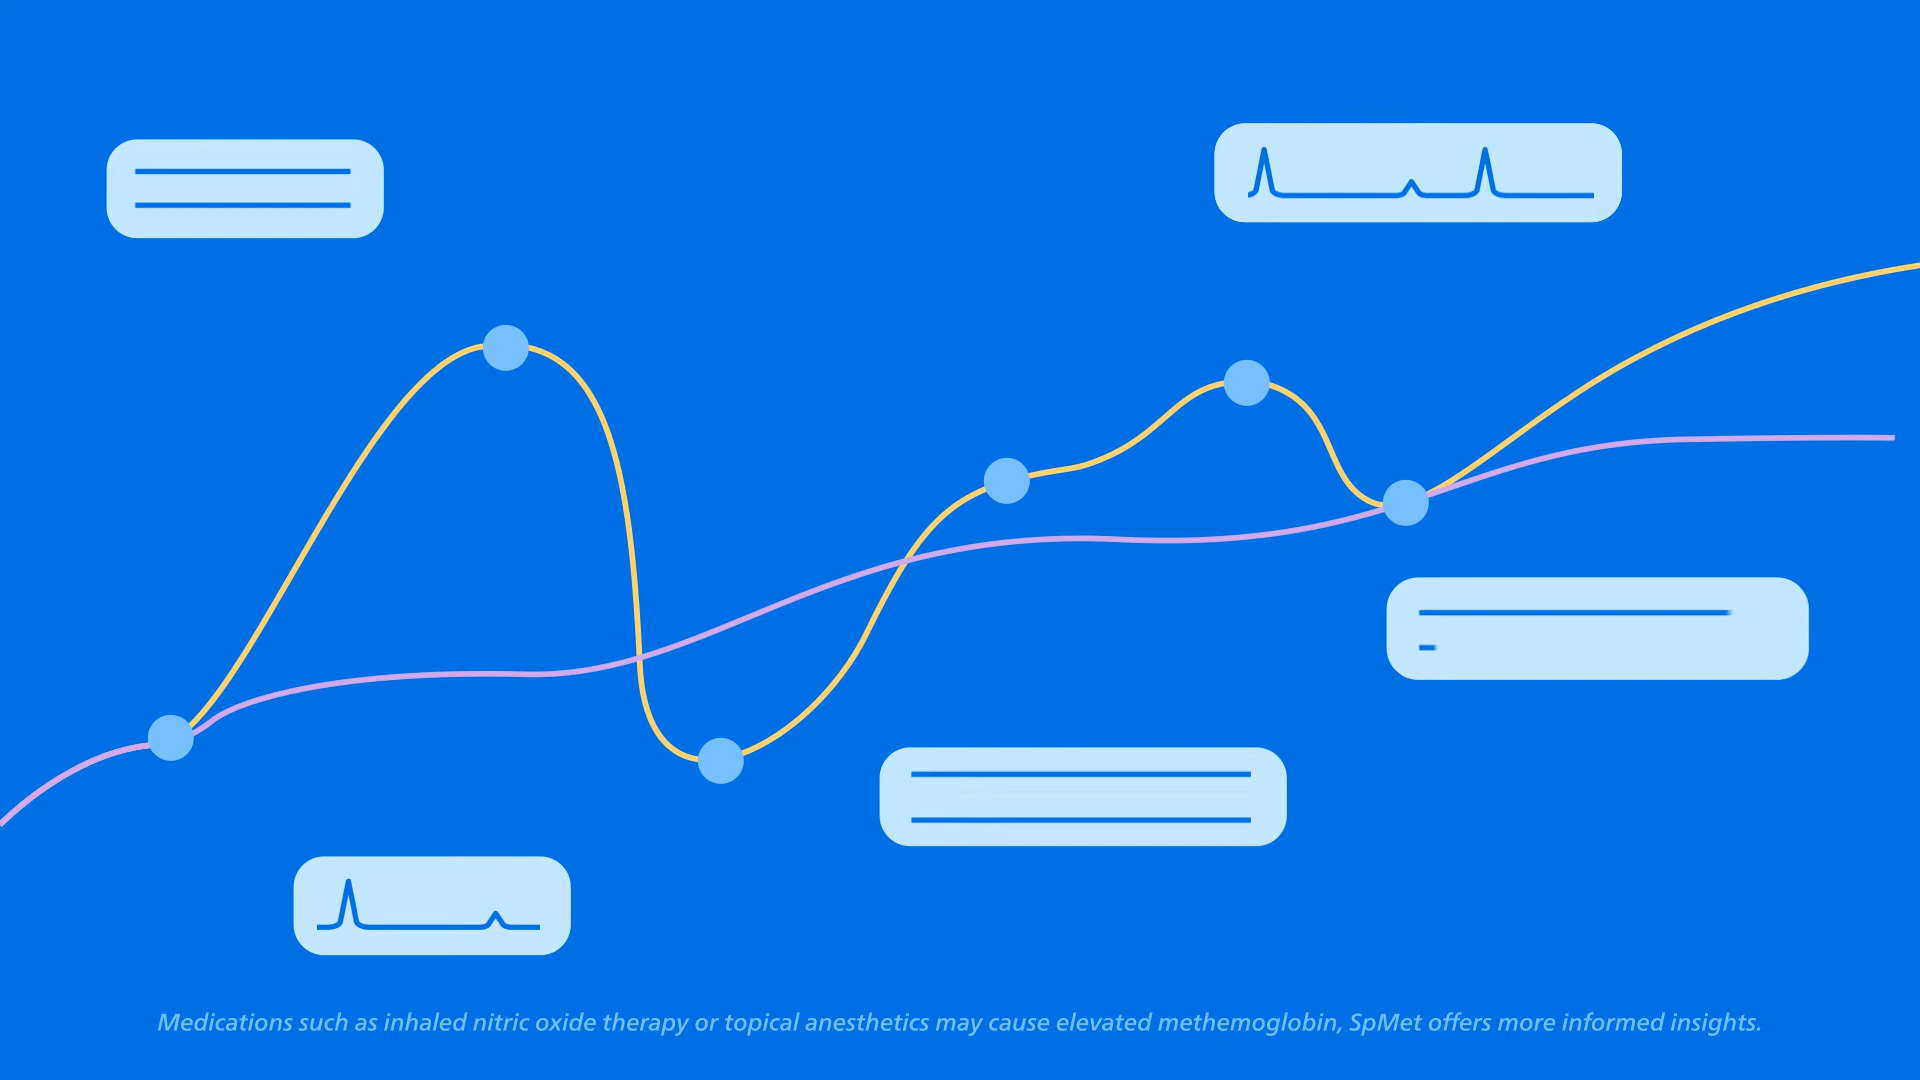 Medications such as inhaled nitric oxide therapy or topical anesthetics may cause elevated methemoglobin, SpMet offers more informed insights.